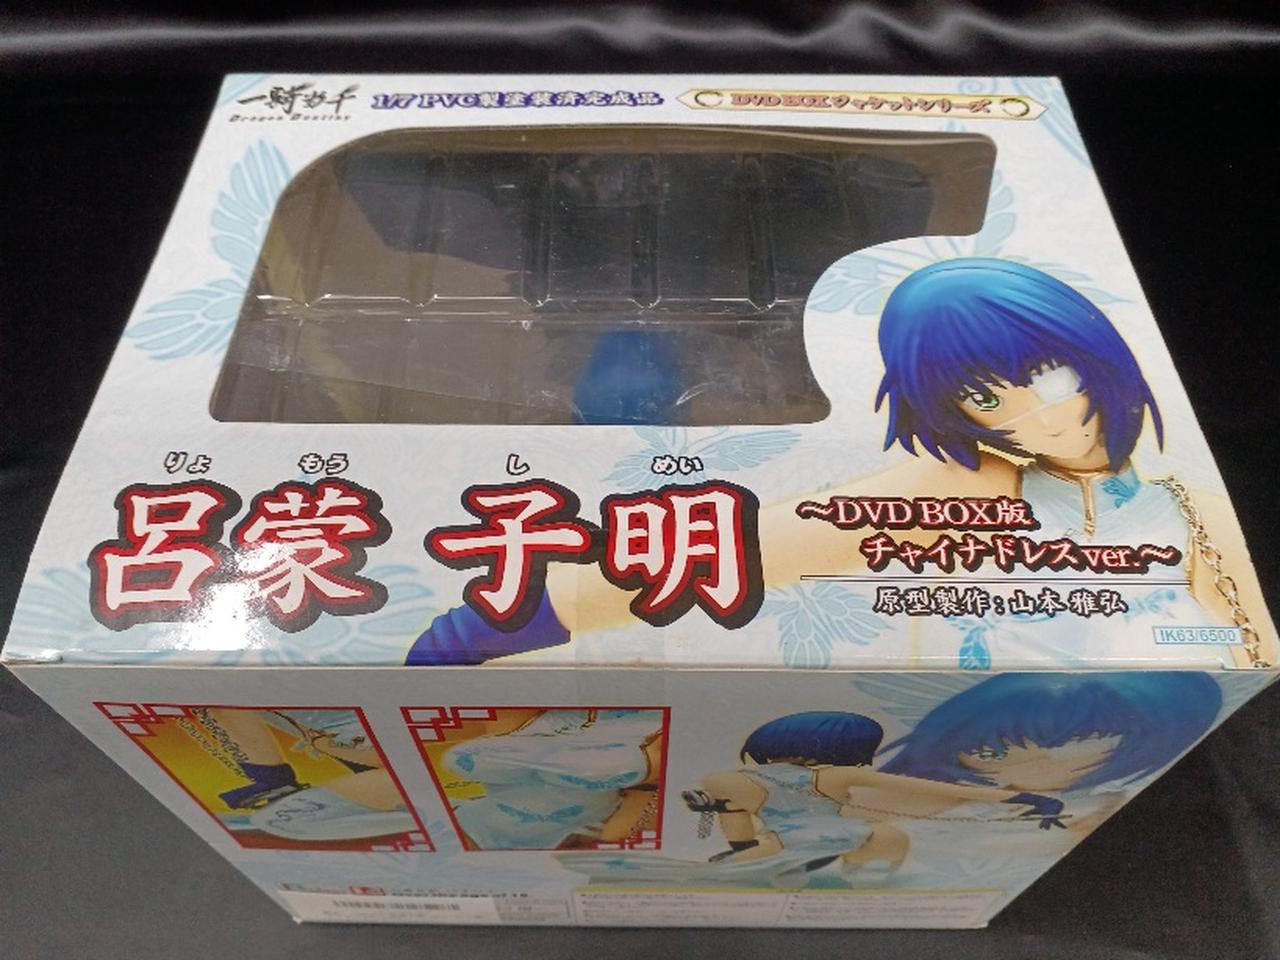 一騎当千
Dragon Destiny
1/7 PVC製塗装済完成品
DVD BOXジャケットシリーズ
りょ もう し めい
呂蒙 子明
～DVD BOX版
チャイナドレスver.～
原型製作:山本 雅弘
IK63/6500